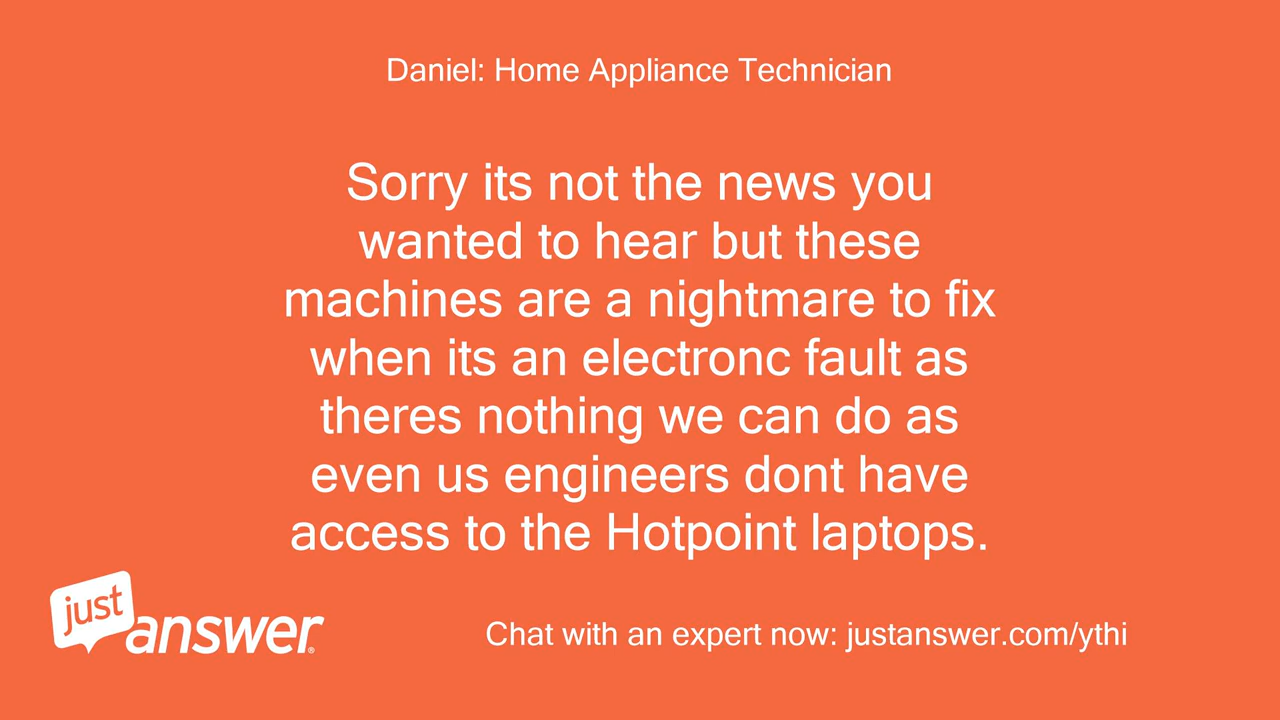 Daniel: Home Appliance Technician
Sorry its not the news you
wanted to hear but these
machines are a nightmare to fix
when its an electronc fault as
theres nothing we can do as
even us engineers dont have
access to the Hotpoint laptops.
just
answer®
Chat with an expert now: justanswer.com/ythi